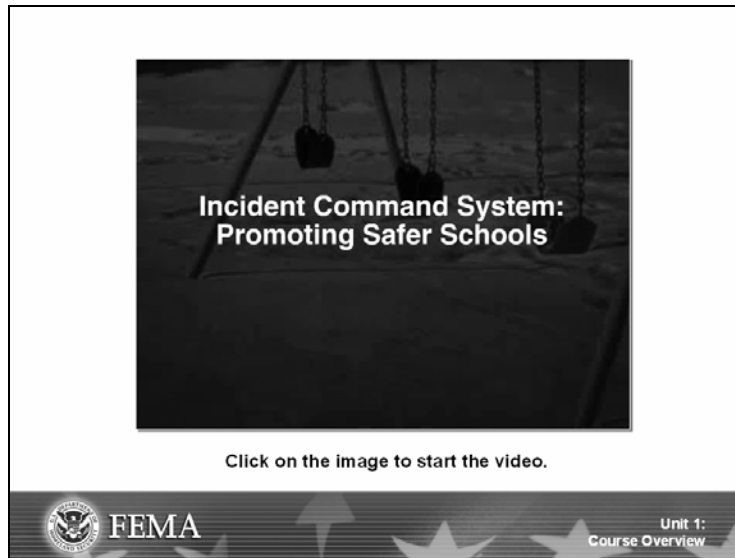 Incident Command System:
Promoting Safer Schools
Click on the image to start the video.
FEMA
Unit 1:
Course Overview